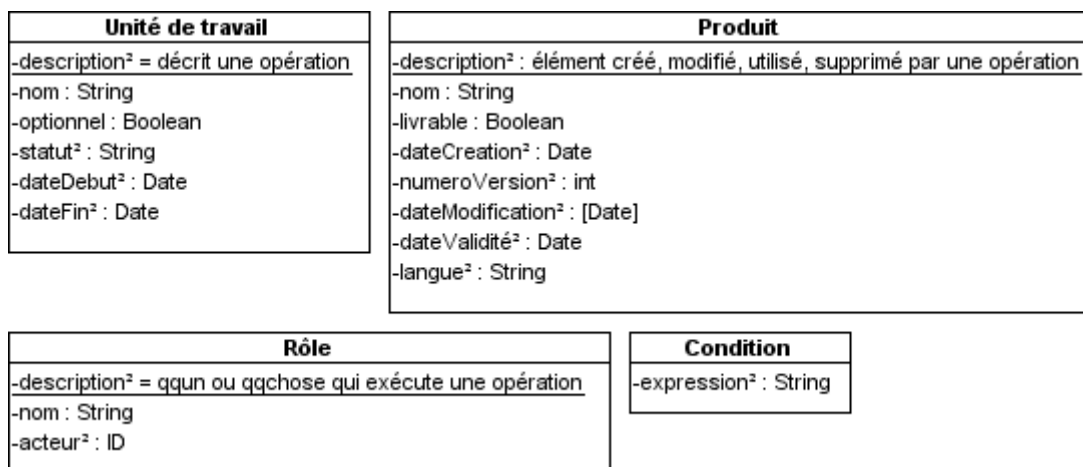 Unité de travail
-description² = décrit une opération
-nom : String
-optionnel : Boolean
-statut² : String
-dateDebut² : Date
-dateFin² : Date
Produit
-description² : élément créé, modifié, utilisé, supprimé par une opération
-nom : String
-livrable : Boolean
-dateCreation² : Date
-numeroVersion² : int
-dateModification² : [Date]
-dateValidité² : Date
-langue² : String
Rôle
-description² = qqun ou qqchose qui exécute une opération
-nom : String
-acteur² : ID
Condition
-expression² : String